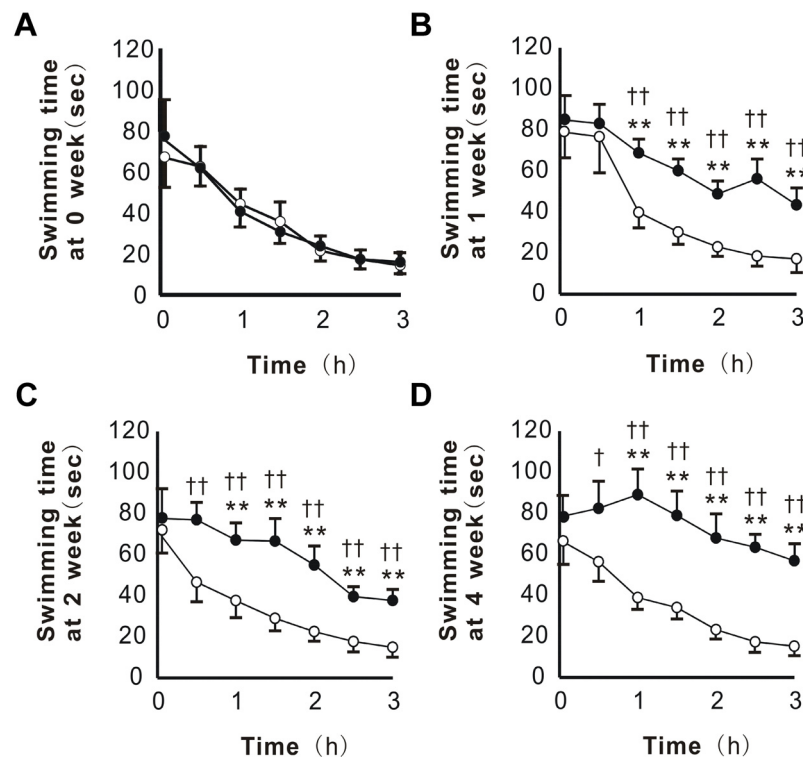 A
Swimming time
at 0 week(sec)
120
100
80
60
40
20
0
0 1 2 3
Time (h)
B
Swimming time
at 1 week(sec)
120
100
80
60
40
20
0
†† †† †† †† ††
** ** ** ** **
0 1 2 3
Time (h)
C
Swimming time
at 2 week(sec)
120
100
80
60
40
20
0
†† †† †† †† †† ††
** ** ** ** **
0 1 2 3
Time (h)
D
Swimming time
at 4 week(sec)
120
100
80
60
40
20
0
† †† †† †† †† ††
** ** ** ** **
0 1 2 3
Time (h)